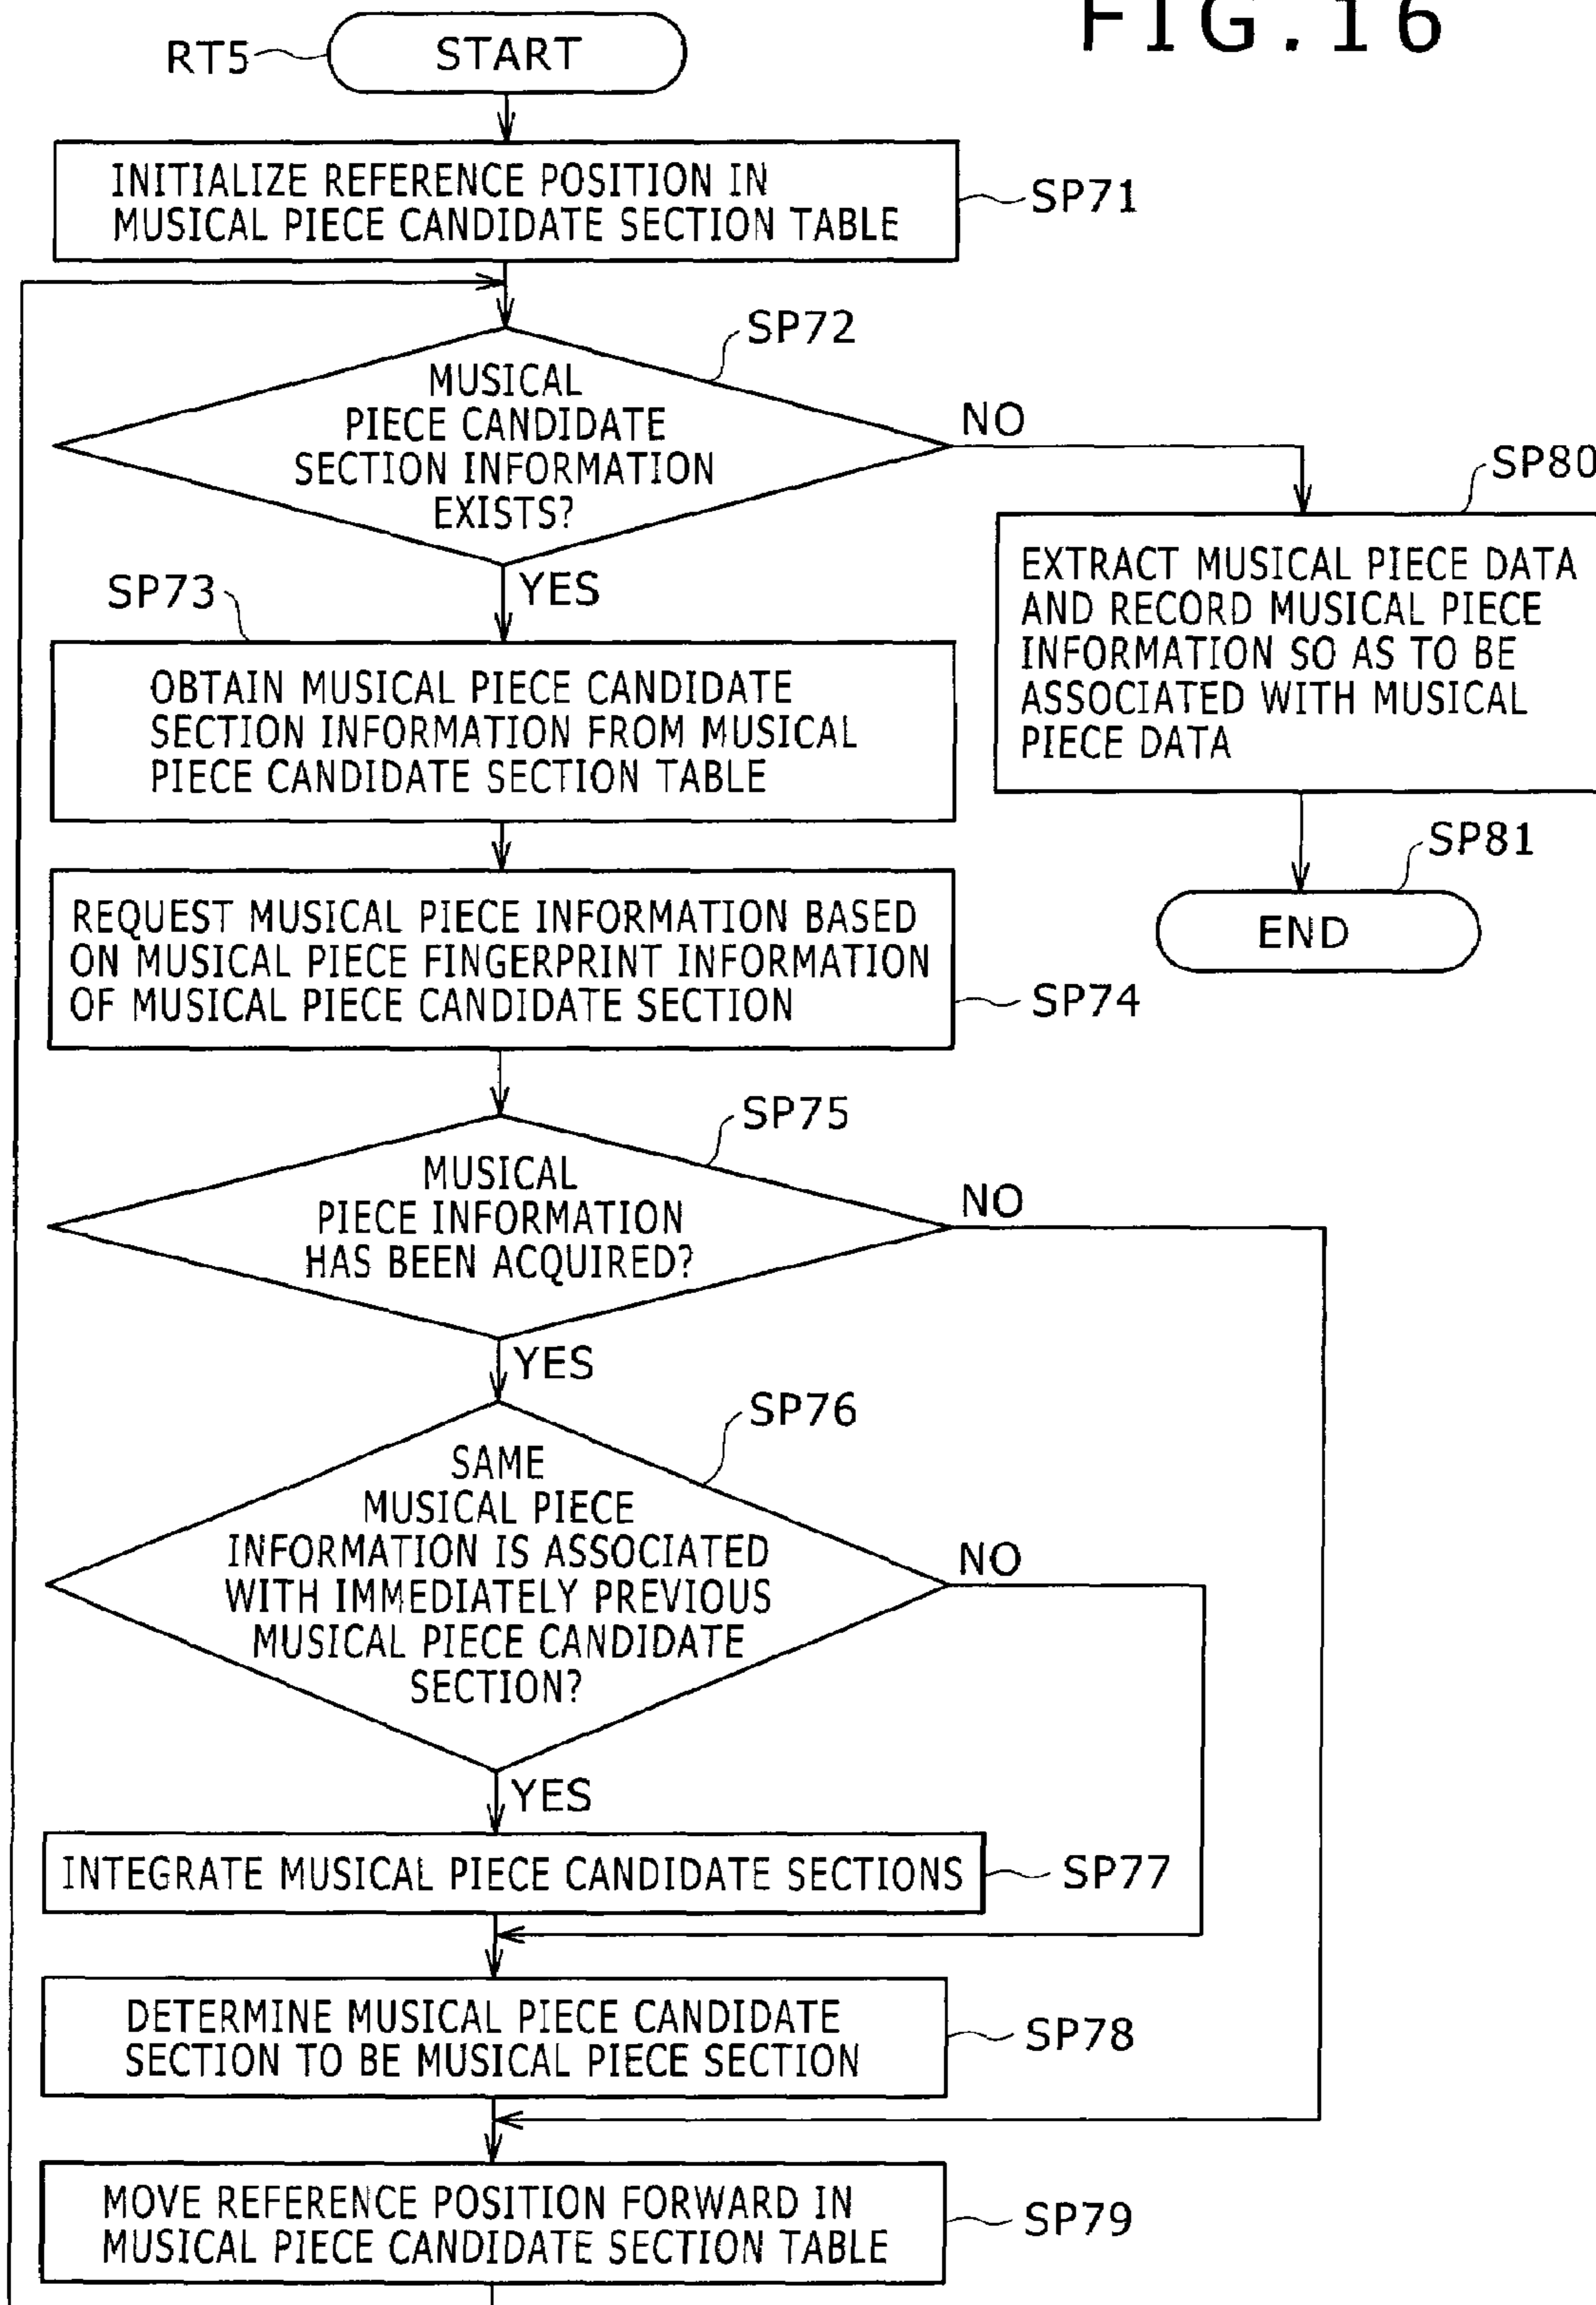 FIG.16
RT5
START
INITIALIZE REFERENCE POSITION IN
MUSICAL PIECE CANDIDATE SECTION TABLE
SP71
SP72
MUSICAL
PIECE CANDIDATE
SECTION INFORMATION
EXISTS?
NO
YES
SP80
EXTRACT MUSICAL PIECE DATA
AND RECORD MUSICAL PIECE
INFORMATION SO AS TO BE
ASSOCIATED WITH MUSICAL
PIECE DATA
SP81
END
SP73
OBTAIN MUSICAL PIECE CANDIDATE
SECTION INFORMATION FROM MUSICAL
PIECE CANDIDATE SECTION TABLE
REQUEST MUSICAL PIECE INFORMATION BASED
ON MUSICAL PIECE FINGERPRINT INFORMATION
OF MUSICAL PIECE CANDIDATE SECTION
SP74
SP75
MUSICAL
PIECE INFORMATION
HAS BEEN ACQUIRED?
NO
YES
SP76
SAME
MUSICAL PIECE
INFORMATION IS ASSOCIATED
WITH IMMEDIATELY PREVIOUS
MUSICAL PIECE CANDIDATE
SECTION?
NO
YES
INTEGRATE MUSICAL PIECE CANDIDATE SECTIONS
SP77
DETERMINE MUSICAL PIECE CANDIDATE
SECTION TO BE MUSICAL PIECE SECTION
SP78
MOVE REFERENCE POSITION FORWARD IN
MUSICAL PIECE CANDIDATE SECTION TABLE
SP79